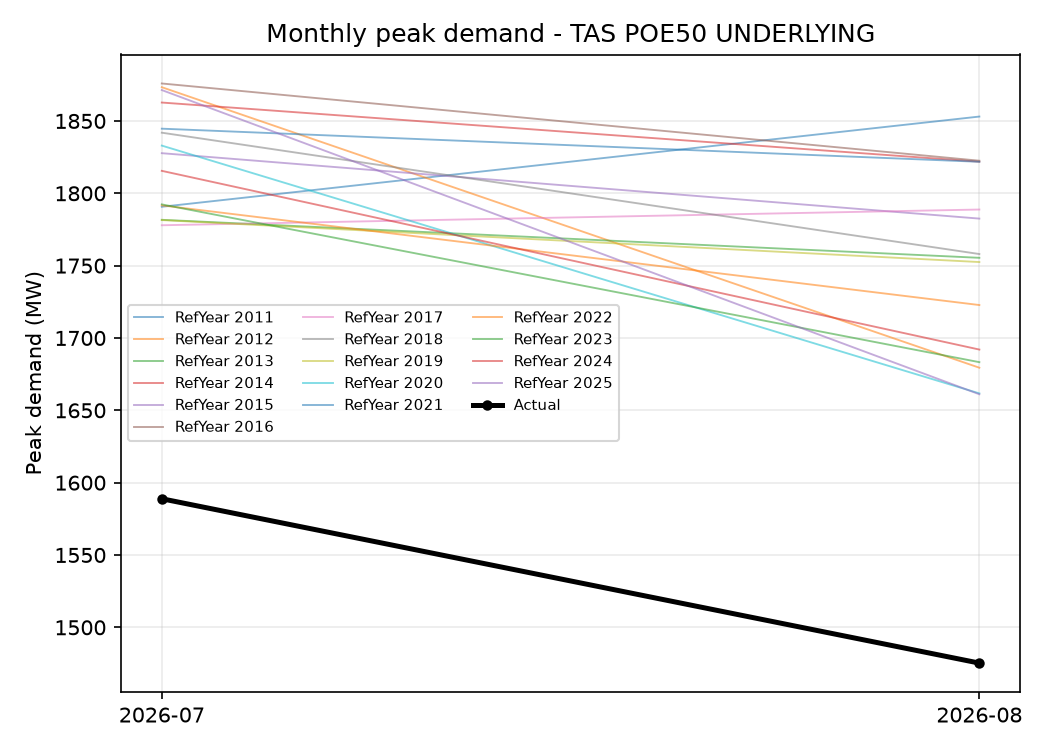 Monthly peak demand - TAS POE50 UNDERLYING
Peak demand (MW)
1850
1800
1750
1700
1650
1600
1550
1500
RefYear 2011
RefYear 2012
RefYear 2013
RefYear 2014
RefYear 2015
RefYear 2016
RefYear 2017
RefYear 2018
RefYear 2019
RefYear 2020
RefYear 2021
RefYear 2022
RefYear 2023
RefYear 2024
RefYear 2025
Actual
2026-07
2026-08